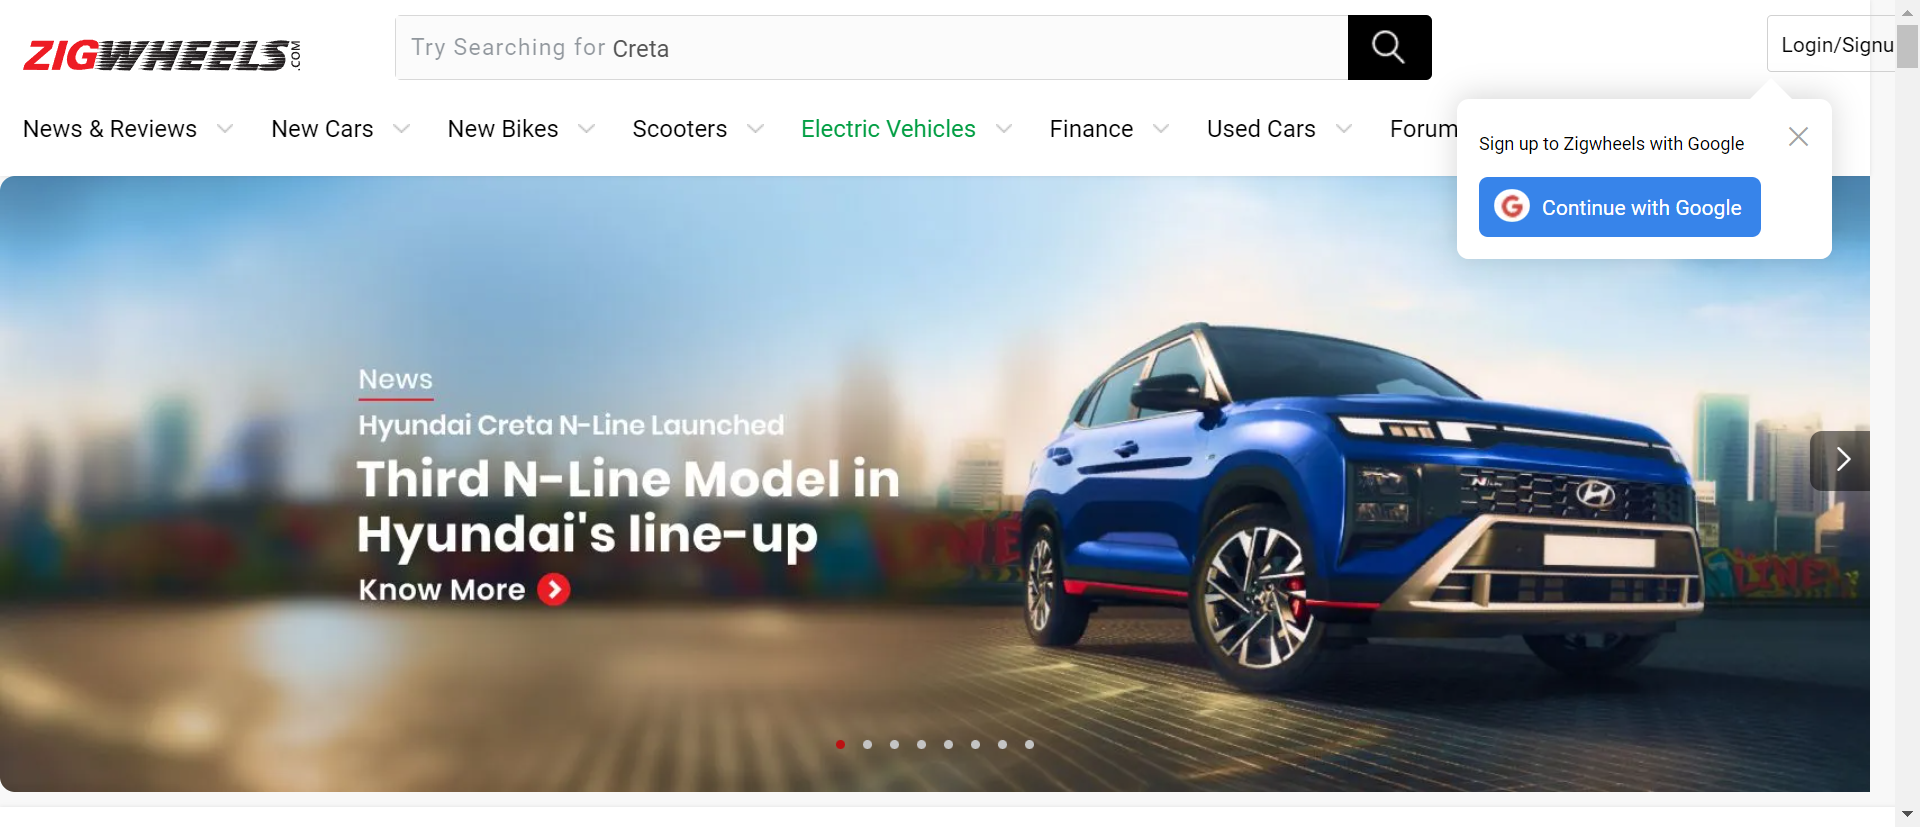 ZIGWHEELS.COM
Try Searching for Creta
Login/Signu
News & Reviews
New Cars
New Bikes
Scooters
Electric Vehicles
Finance
Used Cars
Forum
Sign up to Zigwheels with Google
Continue with Google
News
Hyundai Creta N-Line Launched
Third N-Line Model in
Hyundai's line-up
Know More